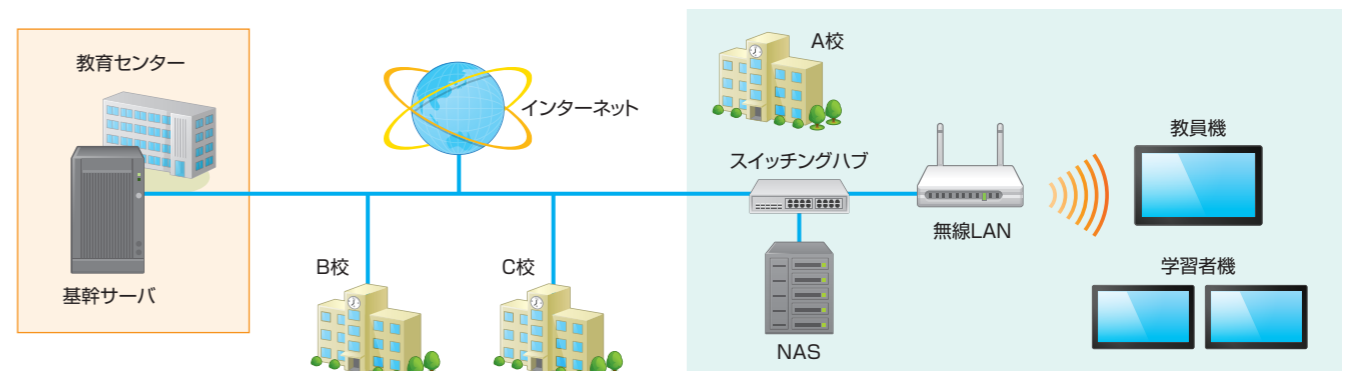 教育センター
基幹サーバ
インターネット
B校
C校
A校
スイッチングハブ
NAS
無線LAN
教員機
学習者機